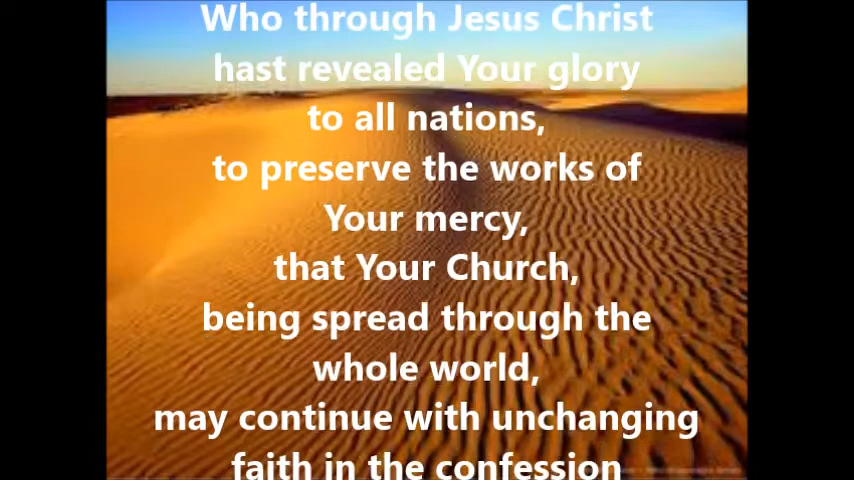 Who through Jesus Christ
hast revealed Your glory
to all nations,
to preserve the works of
Your mercy,
that Your Church,
being spread through the
whole world,
may continue with unchanging
faith in the confession